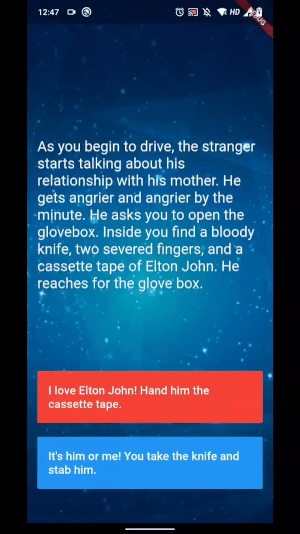 12:47
HD
As you begin to drive, the stranger
starts talking about his
relationship with his mother. He
gets angrier and angrier by the
minute. He asks you to open the
glovebox. Inside you find a bloody
knife, two severed fingers, and a
cassette tape of Elton John. He
reaches for the glove box.
I love Elton John! Hand him the
cassette tape.
It's him or me! You take the knife and
stab him.